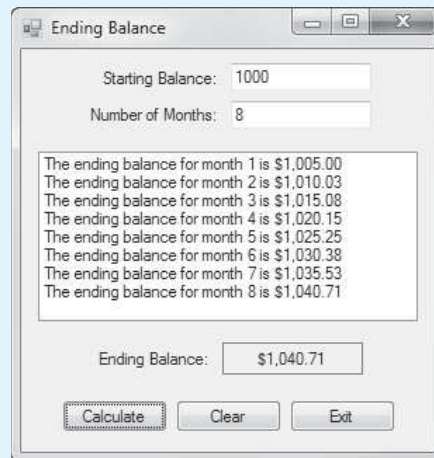 Ending Balance
Starting Balance: 1000
Number of Months: 8
The ending balance for month 1 is $1,005.00
The ending balance for month 2 is $1,010.03
The ending balance for month 3 is $1,015.08
The ending balance for month 4 is $1,020.15
The ending balance for month 5 is $1,025.25
The ending balance for month 6 is $1,030.38
The ending balance for month 7 is $1,035.53
The ending balance for month 8 is $1,040.71
Ending Balance: $1,040.71
Calculate Clear Exit